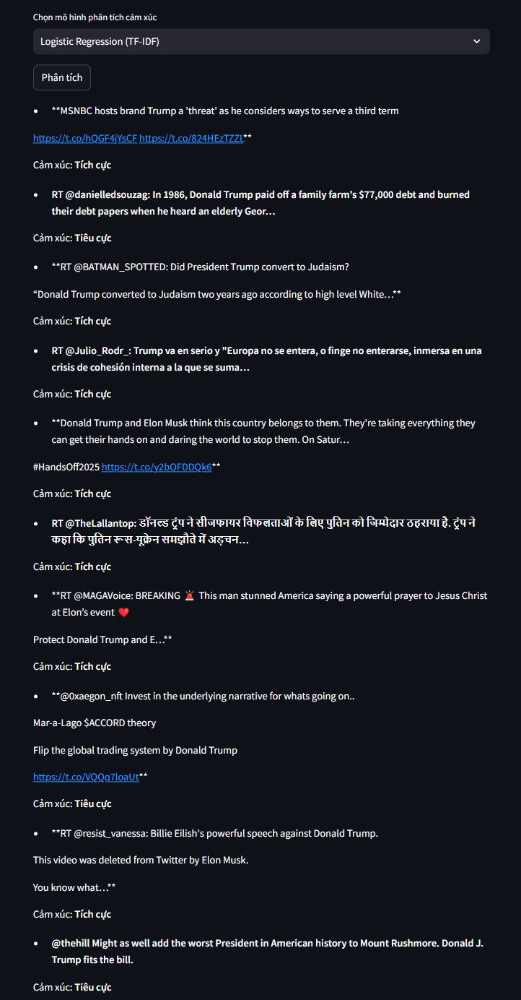 Chọn mô hình phân tích cảm xúc
Logistic Regression (TF-IDF)
Phân tích
• **MSNBC hosts brand Trump a 'threat' as he considers ways to serve a third term
https://t.co/hQGF4jYsCF https://t.co/824HEzTZZL**
Cảm xúc: Tích cực
• RT @danielledsouzag: In 1986, Donald Trump paid off a family farm's $77,000 debt and burned
their debt papers when he heard an elderly Geor…
Cảm xúc: Tiêu cực
• **RT @BATMAN_SPOTTED: Did President Trump convert to Judaism?
“Donald Trump converted to Judaism two years ago according to high level White…**
Cảm xúc: Tích cực
• RT @Julio_Rodr_: Trump va en serio y "Europa no se entera, o finge no enterarse, inmersa en una
crisis de cohesión interna a la que se suma…
Cảm xúc: Tích cực
• **Donald Trump and Elon Musk think this country belongs to them. They're taking everything they
can get their hands on and daring the world to stop them. On Satur…
#HandsOff2025 https://t.co/y2bOFDDQk6**
Cảm xúc: Tích cực
• RT @TheLallantop: डॉनल्ड ट्रंप ने सीजफायर विफलताओं के लिए पुतिन को जिम्मेदार ठहराया है. ट्रंप ने
कहा कि पुतिन रूस-यूक्रेन समझौते में अड़चन…
Cảm xúc: Tích cực
• **RT @MAGAVoice: BREAKING 🚨 This man stunned America saying a powerful prayer to Jesus Christ
at Elon’s event ❤️
Protect Donald Trump and E…**
Cảm xúc: Tích cực
• **@0xaegon_nft Invest in the underlying narrative for whats going on..
Mar-a-Lago $ACCORD theory
Flip the global trading system by Donald Trump
https://t.co/VQQq7loaUt**
Cảm xúc: Tiêu cực
• **RT @resist_vanessa: Billie Eilish's powerful speech against Donald Trump.
This video was deleted from Twitter by Elon Musk.
You know what…**
Cảm xúc: Tích cực
• @thehill Might as well add the worst President in American history to Mount Rushmore. Donald J.
Trump fits the bill.
Cảm xúc: Tiêu cực